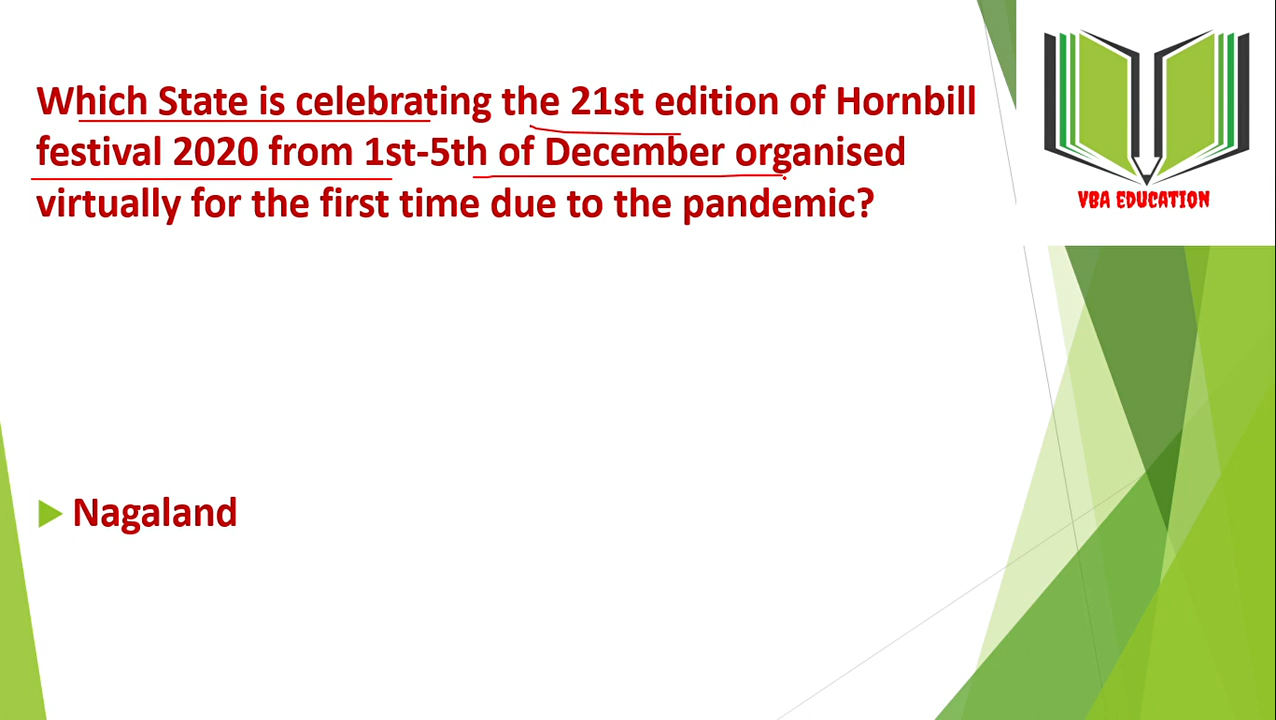 Which State is celebrating the 21st edition of Hornbill
festival 2020 from 1st-5th of December organised
virtually for the first time due to the pandemic?
VBA EDUCATION
Nagaland